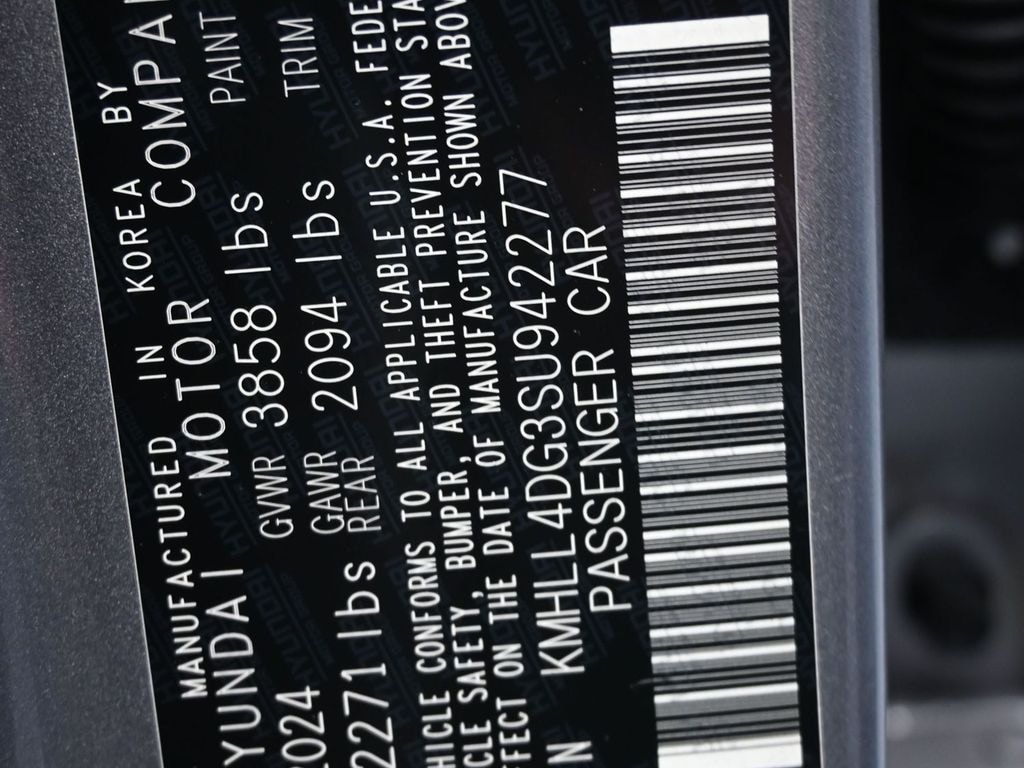 MANUFACTURED IN KOREA BY
YUNDAI MOTOR COMPA
2024 GVWR 3858 lbs PAINT
2271 lbs GAWR REAR 2094 lbs TRIM
HICLE CONFORMS TO ALL APPLICABLE U.S.A. FEDE
CLE SAFETY, BUMPER, AND THEFT PREVENTION STA
FFECT ON THE DATE OF MANUFACTURE SHOWN ABOV
N KMHLL4DG3SU942277
PASSENGER CAR